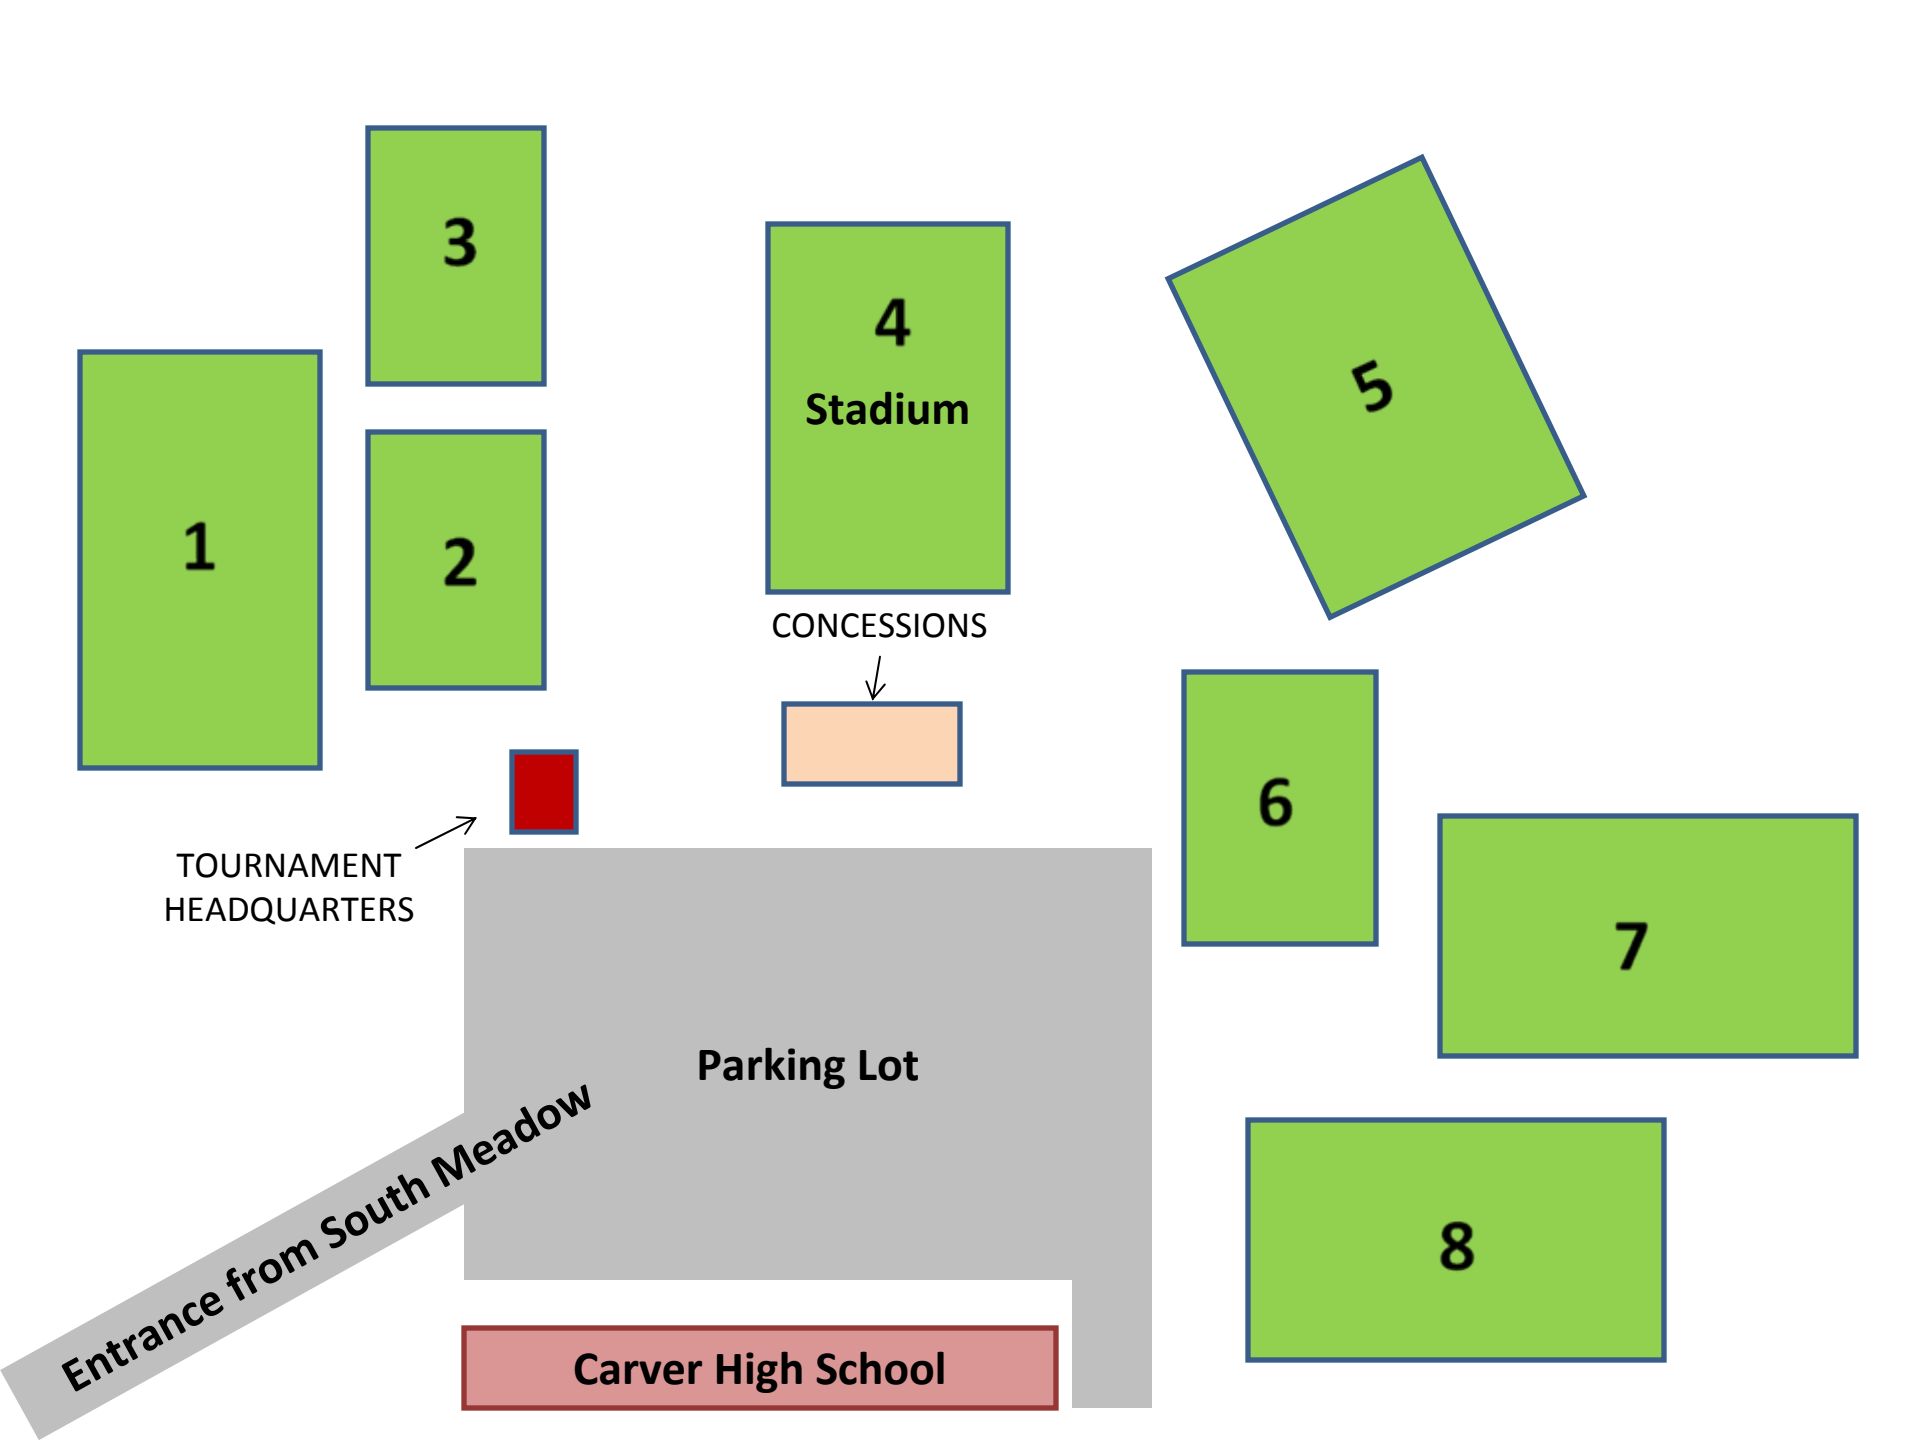 3
4
Stadium
5
1
2
CONCESSIONS
6
TOURNAMENT
HEADQUARTERS
7
Parking Lot
Entrance from South Meadow
8
Carver High School